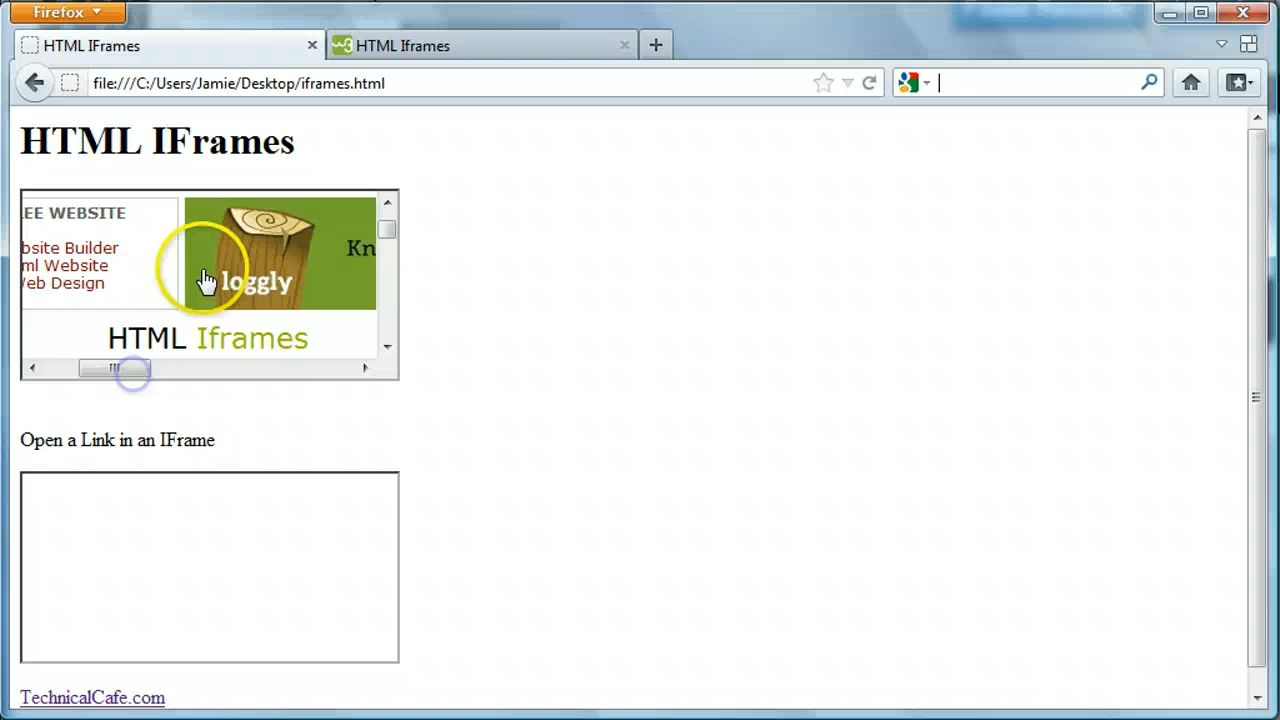 Firefox
HTML IFrames
HTML Iframes
file:///C:/Users/Jamie/Desktop/iframes.html
HTML IFrames
EE WEBSITE
bsite Builder
ml Website
eb Design
loggly
Kn
HTML Iframes
Open a Link in an IFrame
TechnicalCafe.com